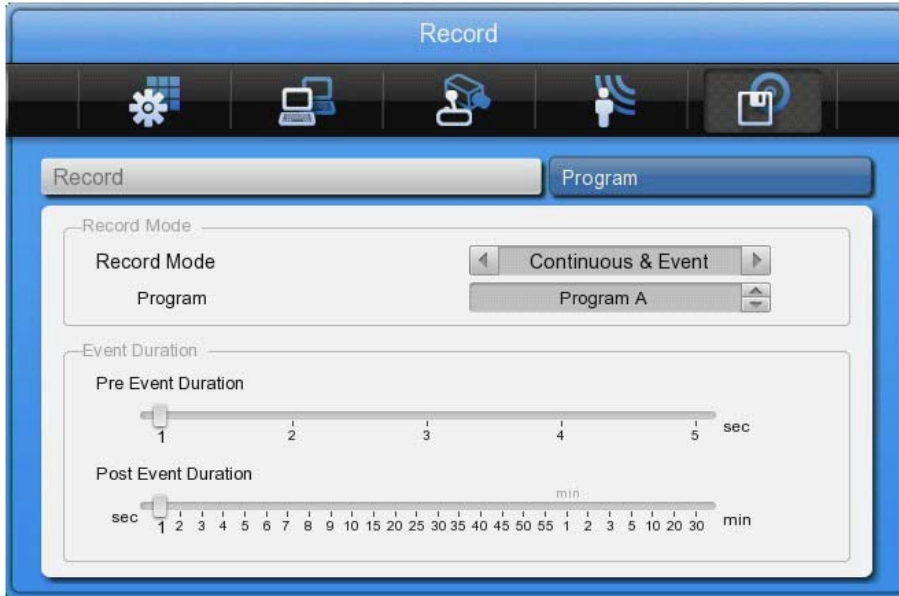 Record
Record Program
Record Mode
Record Mode Continuous & Event
Program Program A
Event Duration
Pre Event Duration
1 2 3 4 5 sec
Post Event Duration
min
sec 1 2 3 4 5 6 7 8 9 10 15 20 25 30 35 40 45 50 55 1 2 3 5 10 20 30 min